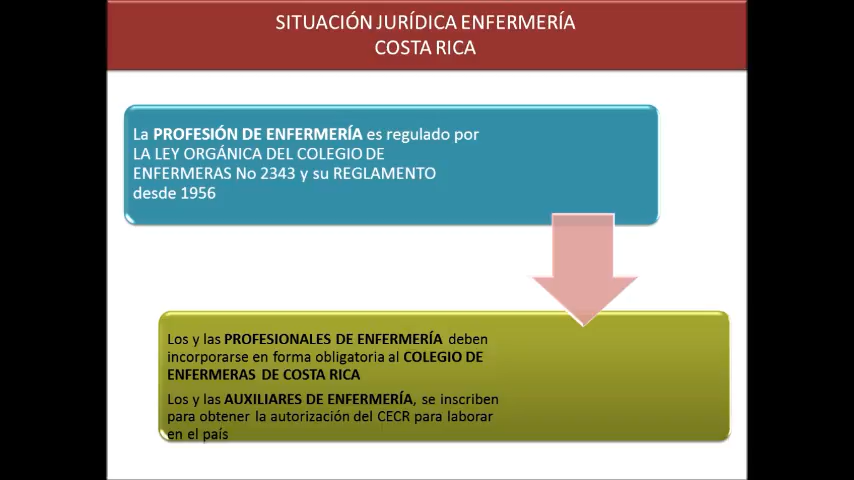 SITUACIÓN JURÍDICA ENFERMERÍA
COSTA RICA
La PROFESIÓN DE ENFERMERÍA es regulado por
LA LEY ORGÁNICA DEL COLEGIO DE
ENFERMERAS No 2343 y su REGLAMENTO
desde 1956
Los y las PROFESIONALES DE ENFERMERÍA deben
incorporarse en forma obligatoria al COLEGIO DE
ENFERMERAS DE COSTA RICA
Los y las AUXILIARES DE ENFERMERÍA, se inscriben
para obtener la autorización del CECR para laborar
en el país